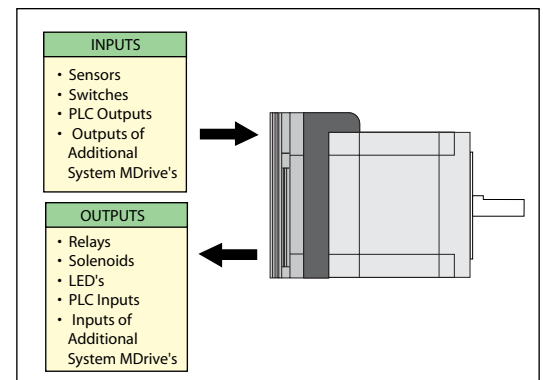 INPUTS
• Sensors
• Switches
• PLC Outputs
• Outputs of
Additional
System MDrive's
OUTPUTS
• Relays
• Solenoids
• LED's
• PLC Inputs
• Inputs of
Additional
System MDrive's